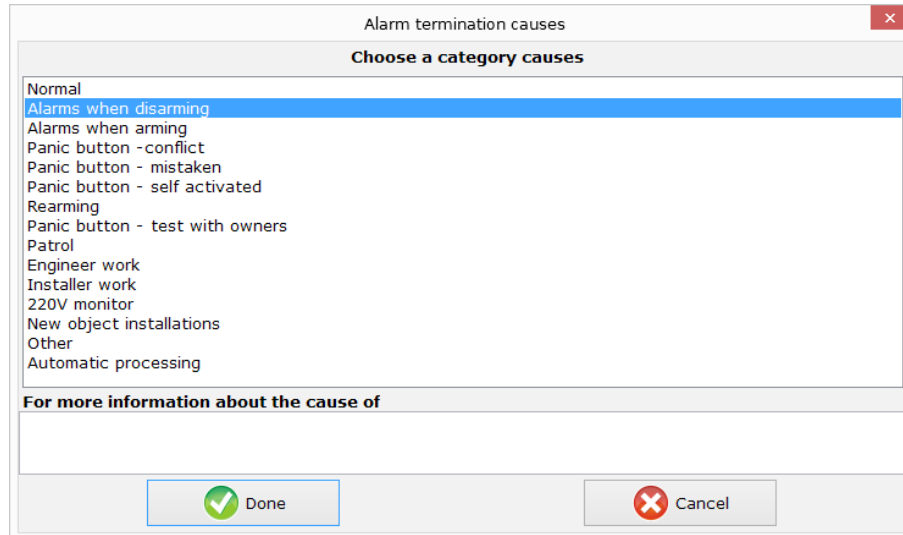 Alarm termination causes
Choose a category causes
Normal
Alarms when disarming
Alarms when arming
Panic button -conflict
Panic button - mistaken
Panic button - self activated
Rearming
Panic button - test with owners
Patrol
Engineer work
Installer work
220V monitor
New object installations
Other
Automatic processing
For more information about the cause of
Done
Cancel